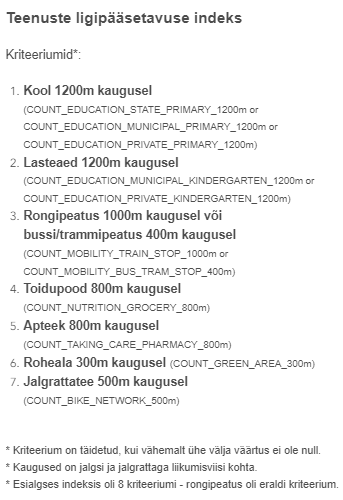 Teenuste ligipääsetavuse indeks
Kriteeriumid*:
1. Kool 1200m kaugusel
(COUNT_EDUCATION_STATE_PRIMARY_1200m or
COUNT_EDUCATION_MUNICIPAL_PRIMARY_1200m or
COUNT_EDUCATION_PRIVATE_PRIMARY_1200m)
2. Lasteaed 1200m kaugusel
(COUNT_EDUCATION_MUNICIPAL_KINDERGARTEN_1200m or
COUNT_EDUCATION_PRIVATE_KINDERGARTEN_1200m)
3. Rongipeatus 1000m kaugusel või
bussi/trammipeatus 400m kaugusel
(COUNT_MOBILITY_TRAIN_STOP_1000m or
COUNT_MOBILITY_BUS_TRAM_STOP_400m)
4. Toidupood 800m kaugusel
(COUNT_NUTRITION_GROCERY_800m)
5. Apteek 800m kaugusel
(COUNT_TAKING_CARE_PHARMACY_800m)
6. Roheala 300m kaugusel (COUNT_GREEN_AREA_300m)
7. Jalgrattatee 500m kaugusel
(COUNT_BIKE_NETWORK_500m)
* Kriteerium on täidetud, kui vähemalt ühe välja väärtus ei ole null.
* Kaugused on jalgsi ja jalgrattaga liikumisviisi kohta.
* Esialgses indeksis oli 8 kriteeriumi - rongipeatus oli eraldi kriteerium.